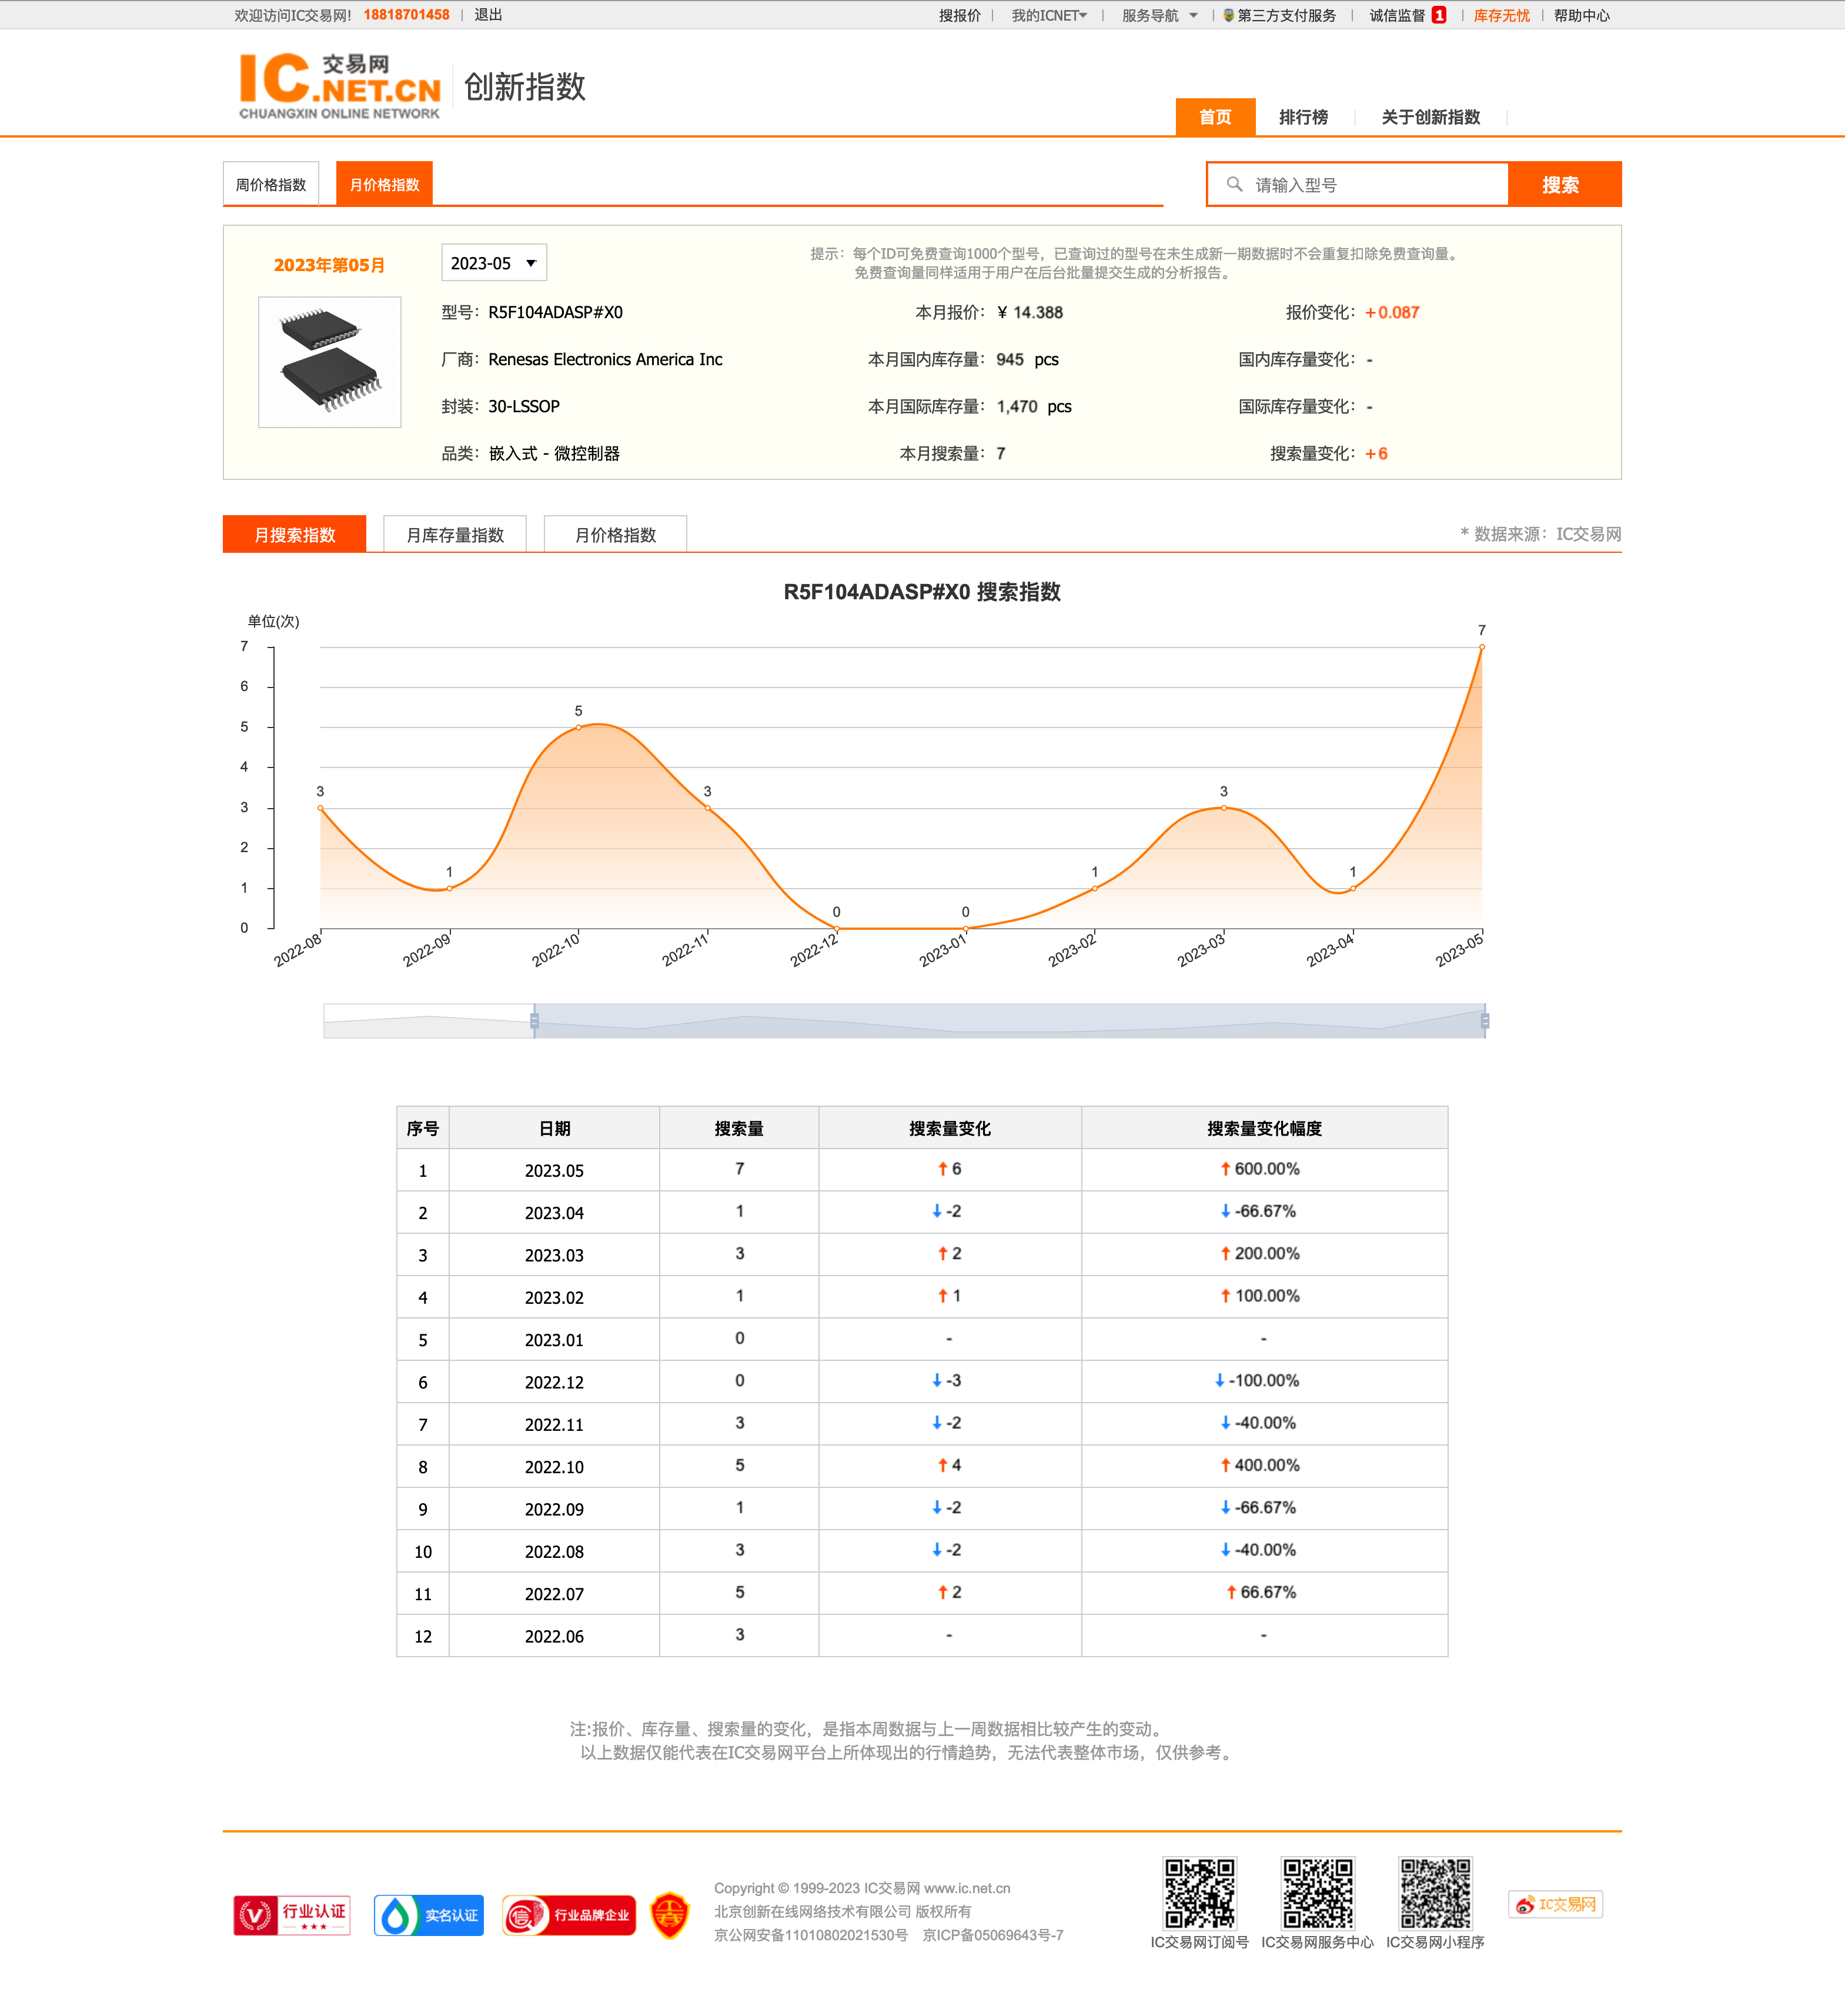 欢迎访问IC交易网! 18818701458 | 退出
搜报价 | 我的ICNET | 服务导航 | 第三方支付服务 | 诚信监督 1 | 库存无忧 | 帮助中心
IC交易网.NET.CN
CHUANGXIN ONLINE NETWORK
创新指数
首页 排行榜 关于创新指数
周价格指数 月价格指数 请输入型号 搜索
2023年第05月 2023-05
提示：每个ID可免费查询1000个型号，已查询过的型号在未生成新一期数据时不会重复扣除免费查询量。
免费查询量同样适用于用户在后台批量提交生成的分析报告。
型号：R5F104ADASP#X0 本月报价：¥ 14.388 报价变化：+0.087
厂商：Renesas Electronics America Inc 本月国内库存量：945 pcs 国内库存量变化：-
封装：30-LSSOP 本月国际库存量：1,470 pcs 国际库存量变化：-
品类：嵌入式 - 微控制器 本月搜索量：7 搜索量变化：+6
月搜索指数 月库存量指数 月价格指数 * 数据来源：IC交易网
R5F104ADASP#X0 搜索指数
单位(次)
7
6
5
4
3
2
1
0
3 1 5 3 0 0 1 3 1 7
2022-08 2022-09 2022-10 2022-11 2022-12 2023-01 2023-02 2023-03 2023-04 2023-05
序号 日期 搜索量 搜索量变化 搜索量变化幅度
1 2023.05 7 ↑6 ↑600.00%
2 2023.04 1 ↓-2 ↓-66.67%
3 2023.03 3 ↑2 ↑200.00%
4 2023.02 1 ↑1 ↑100.00%
5 2023.01 0 - -
6 2022.12 0 ↓-3 ↓-100.00%
7 2022.11 3 ↓-2 ↓-40.00%
8 2022.10 5 ↑4 ↑400.00%
9 2022.09 1 ↓-2 ↓-66.67%
10 2022.08 3 ↓-2 ↓-40.00%
11 2022.07 5 ↑2 ↑66.67%
12 2022.06 3 - -
注:报价、库存量、搜索量的变化，是指本周数据与上一周数据相比较产生的变动。
以上数据仅能代表在IC交易网平台上所体现出的行情趋势，无法代表整体市场，仅供参考。
行业认证
实名认证
信 行业品牌企业
Copyright © 1999-2023 IC交易网 www.ic.net.cn
北京创新在线网络技术有限公司 版权所有
京公网安备11010802021530号 京ICP备05069643号-7
IC交易网订阅号 IC交易网服务中心 IC交易网小程序
IC交易网